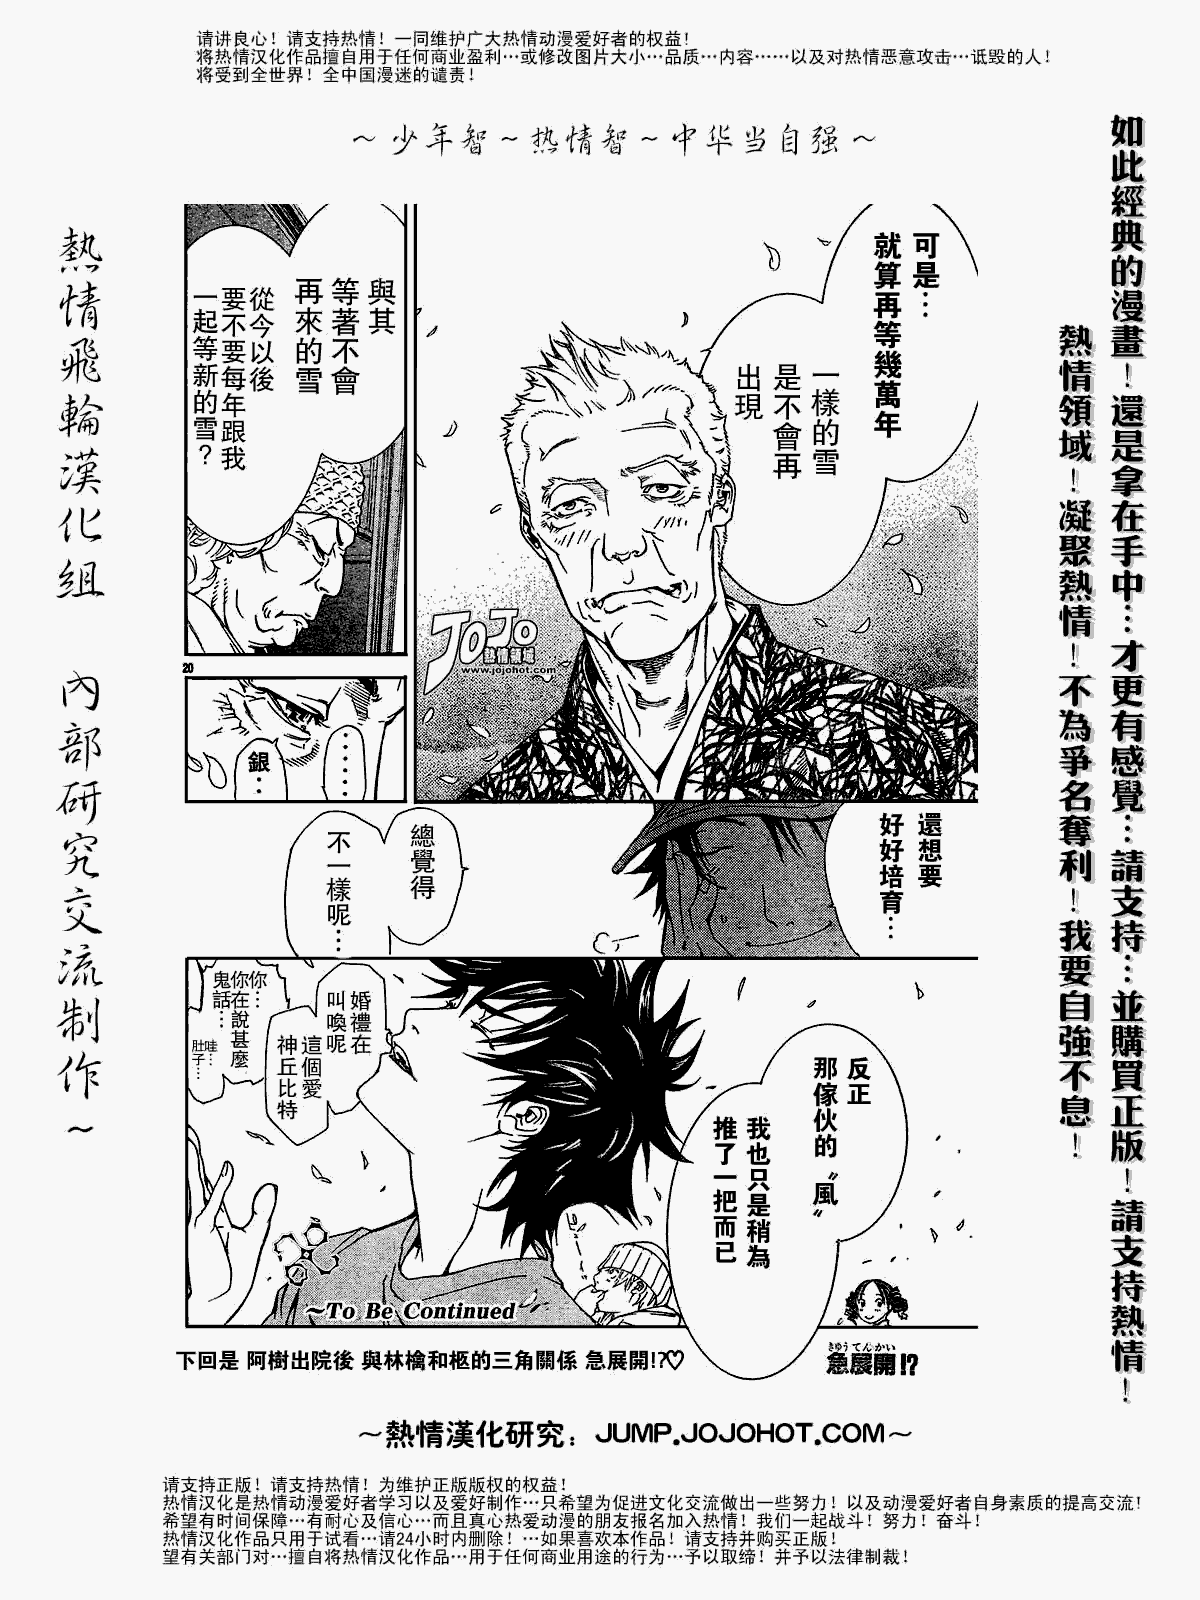 请讲良心！请支持热情！一同维护广大热情动漫爱好者的权益！
将热情汉化作品擅自用于任何商业盈利…或修改图片大小…品质…内容……以及对热情恶意攻击…诋毁的人！
将受到全世界！全中国漫迷的谴责！
～少年智～热情智～中华当自强～
如此經典的漫畫！還是拿在手中…才更有感覺…請支持…並購買正版！請支持熱情！
熱情領域！凝聚熱情！不為爭名奪利！我要自強不息！
熱情飛輪漢化組　內部研究交流制作～
可是…
就算再等幾萬年
一樣的雪
是不會再
出現
與其
等著不會
再來的雪
從今以後
要不要每年跟我
一起等新的雪？
JOJO
熱情領域
www.jojohot.com
20
……
銀…
還想要
好好培育…
總覺得
不一樣呢…
反正
那傢伙的〝風〞
我也只是稍為
推了一把而已
婚禮在
叫喚呢
這個愛
神丘比特
你…
你在說甚麼
鬼話…
哇…
肚子…
~To Be Continued
下回是 阿樹出院後 與林檎和柩的三角關係 急展開!?♡
きゅうてんかい
急展開!?
～熱情漢化研究：JUMP.JOJOHOT.COM～
请支持正版！请支持热情！为维护正版版权的权益！
热情汉化是热情动漫爱好者学习以及爱好制作…只希望为促进文化交流做出一些努力！以及动漫爱好者自身素质的提高交流！
希望有时间保障…有耐心及信心…而且真心热爱动漫的朋友报名加入热情！我们一起战斗！努力！奋斗！
热情汉化作品只用于试看…请24小时内删除！…如果喜欢本作品！请支持并购买正版！
望有关部门对…擅自将热情汉化作品…用于任何商业用途的行为…予以取缔！并予以法律制裁！